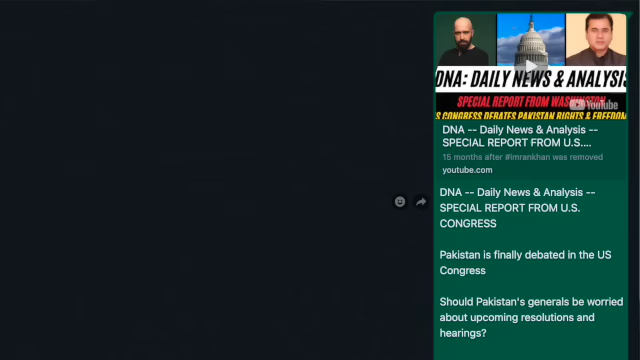 DNA: DAILY NEWS & ANALYSIS
SPECIAL REPORT FROM WASHINGTON
YouTube
S CONGRESS DEBATES PAKISTAN RIGHTS & FREEDOM
DNA -- Daily News & Analysis --
SPECIAL REPORT FROM U.S....
15 months after #imrankhan was removed
youtube.com
DNA -- Daily News & Analysis --
SPECIAL REPORT FROM U.S.
CONGRESS
Pakistan is finally debated in the US
Congress
Should Pakistan's generals be worried
about upcoming resolutions and
hearings?